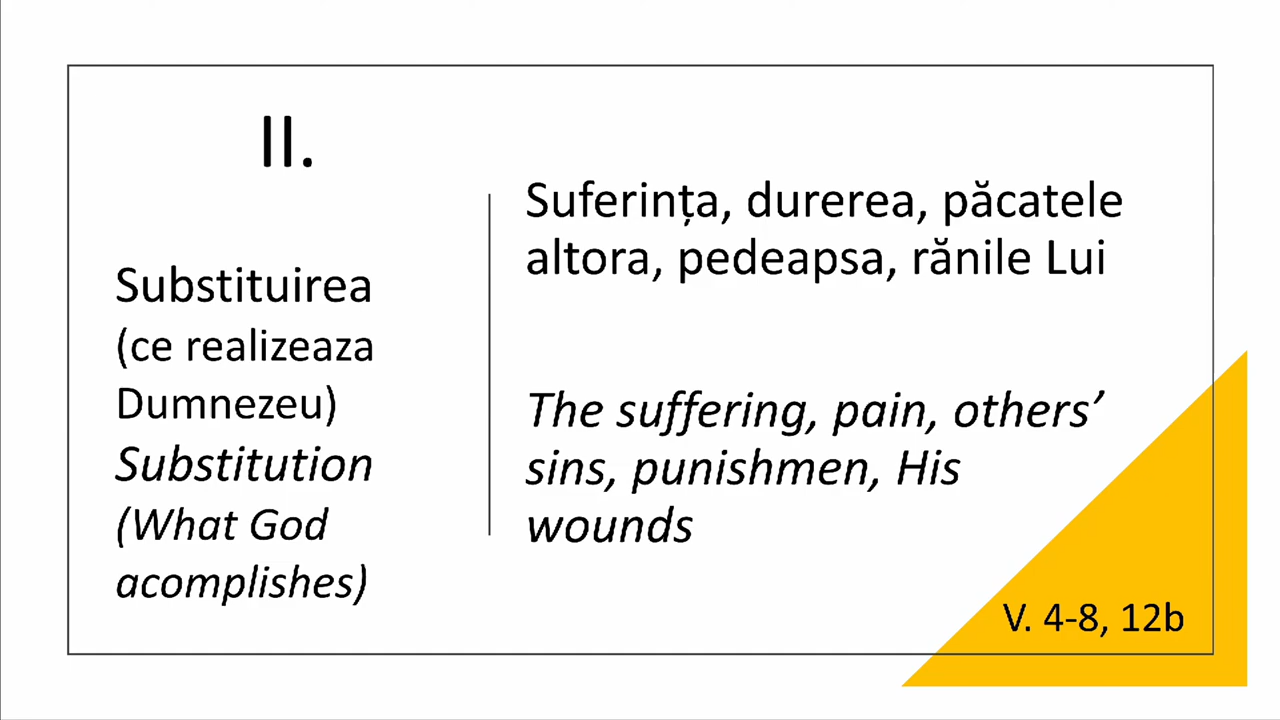 II.
Substituirea
(ce realizeaza
Dumnezeu)
Substitution
(What God
acomplishes)
Suferința, durerea, păcatele
altora, pedeapsa, rănile Lui
The suffering, pain, others’
sins, punishmen, His
wounds
V. 4-8, 12b